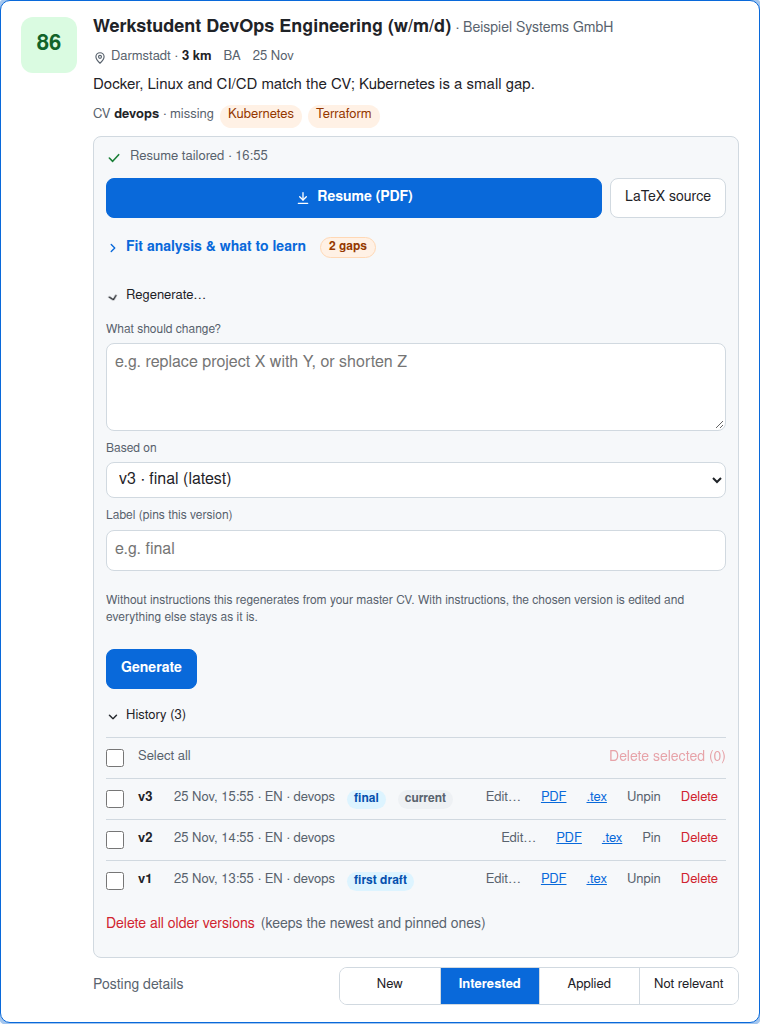 86
Werkstudent DevOps Engineering (w/m/d) · Beispiel Systems GmbH
Darmstadt · 3 km BA 25 Nov
Docker, Linux and CI/CD match the CV; Kubernetes is a small gap.
CV devops · missing Kubernetes Terraform
Resume tailored · 16:55
Resume (PDF) LaTeX source
Fit analysis & what to learn 2 gaps
Regenerate…
What should change?
e.g. replace project X with Y, or shorten Z
Based on
v3 · final (latest)
Label (pins this version)
e.g. final
Without instructions this regenerates from your master CV. With instructions, the chosen version is edited and
everything else stays as it is.
Generate
History (3)
Select all Delete selected (0)
v3 25 Nov, 15:55 · EN · devops final current Edit… PDF .tex Unpin Delete
v2 25 Nov, 14:55 · EN · devops Edit… PDF .tex Pin Delete
v1 25 Nov, 13:55 · EN · devops first draft Edit… PDF .tex Unpin Delete
Delete all older versions (keeps the newest and pinned ones)
Posting details New Interested Applied Not relevant